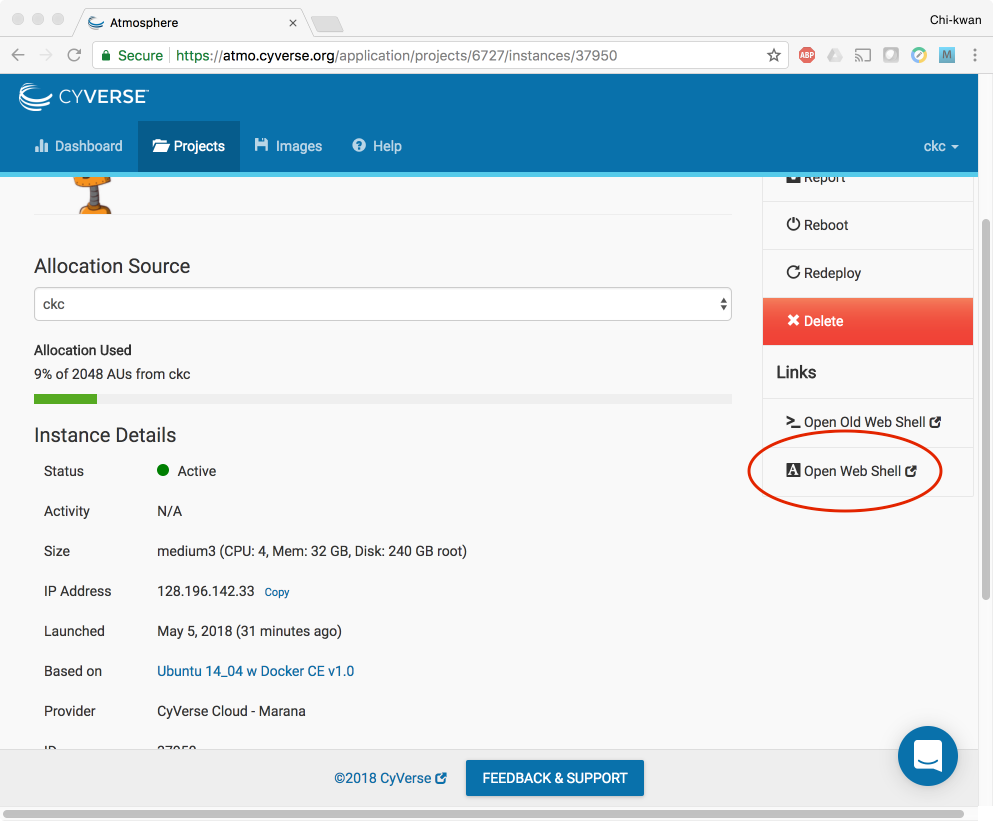 Atmosphere
Chi-kwan
Secure
https://atmo.cyverse.org/application/projects/6727/instances/37950
ABP
M
CYVERSE
Dashboard
Projects
Images
Help
ckc
Report
Reboot
Redeploy
Delete
Links
Open Old Web Shell
A Open Web Shell
Allocation Source
ckc
Allocation Used
9% of 2048 AUs from ckc
Instance Details
Status Active
Activity N/A
Size medium3 (CPU: 4, Mem: 32 GB, Disk: 240 GB root)
IP Address 128.196.142.33 Copy
Launched May 5, 2018 (31 minutes ago)
Based on Ubuntu 14_04 w Docker CE v1.0
Provider CyVerse Cloud - Marana
ID 37950
©2018 CyVerse
FEEDBACK & SUPPORT